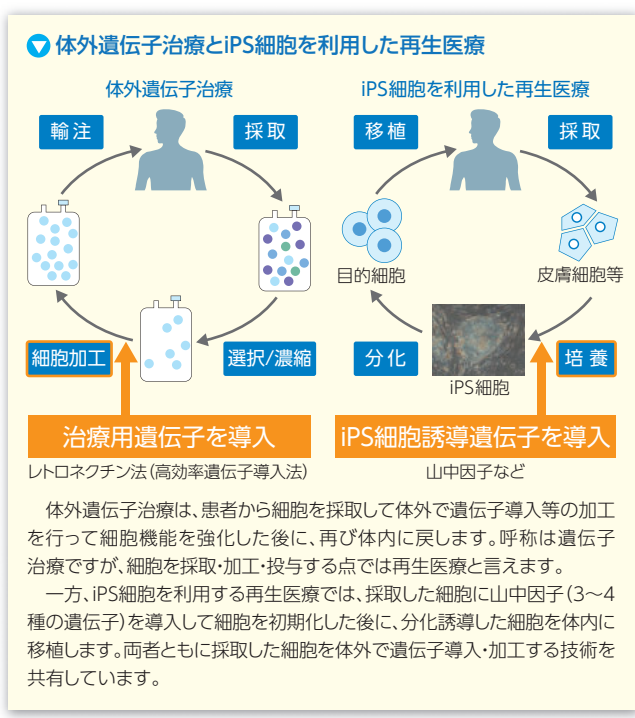 体外遺伝子治療とiPS細胞を利用した再生医療
体外遺伝子治療
輸注
採取
細胞加工
選択/濃縮
治療用遺伝子を導入
レトロネクチン法(高効率遺伝子導入法)
iPS細胞を利用した再生医療
移植
採取
目的細胞
皮膚細胞等
分化
培養
iPS細胞
iPS細胞誘導遺伝子を導入
山中因子など
体外遺伝子治療は、患者から細胞を採取して体外で遺伝子導入等の加工
を行って細胞機能を強化した後に、再び体内に戻します。呼称は遺伝子
治療ですが、細胞を採取・加工・投与する点では再生医療と言えます。
一方、iPS細胞を利用する再生医療では、採取した細胞に山中因子(3〜4
種の遺伝子)を導入して細胞を初期化した後に、分化誘導した細胞を体内に
移植します。両者ともに採取した細胞を体外で遺伝子導入・加工する技術を
共有しています。